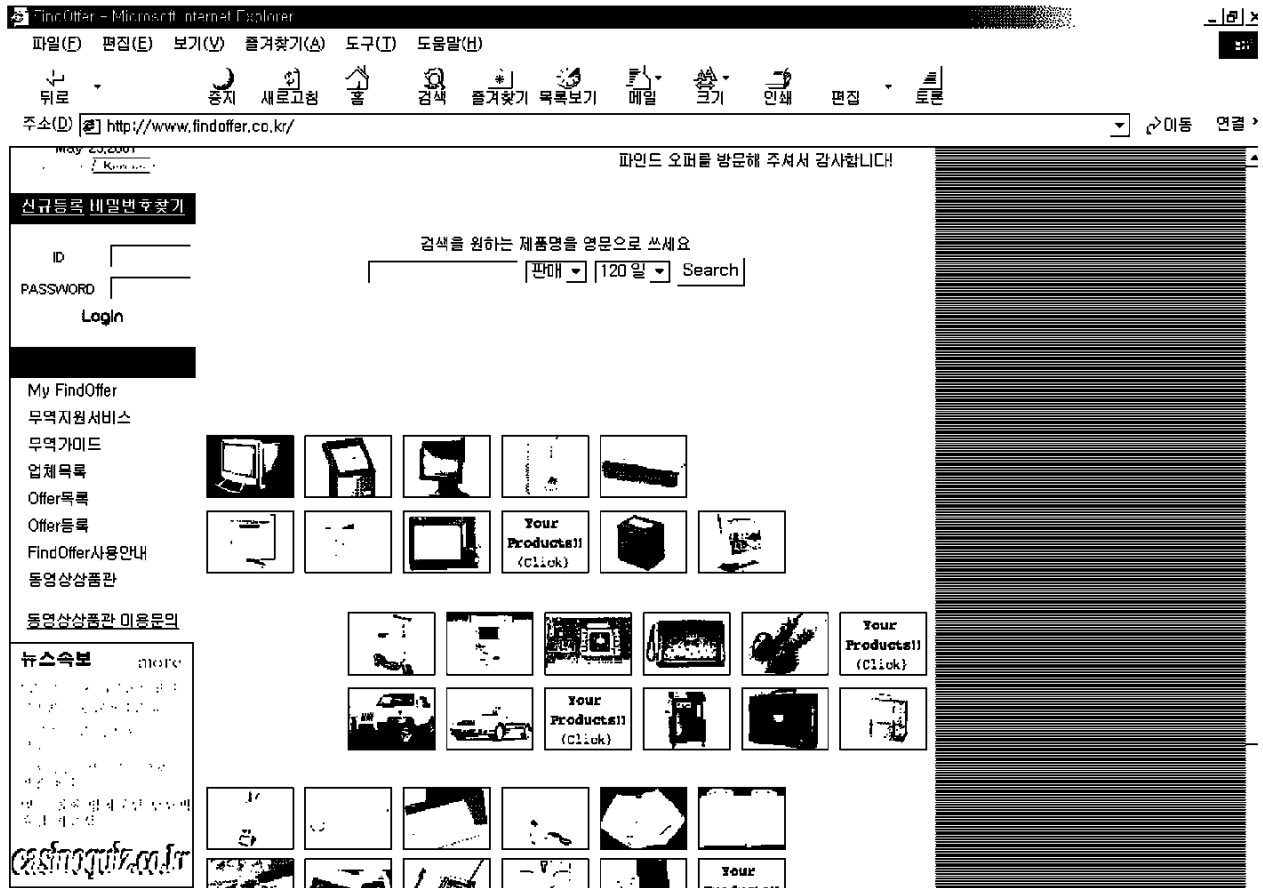 FindOffer - Microsoft Internet Explorer
파일(F) 편집(E) 보기(V) 즐겨찾기(A) 도구(T) 도움말(H)
뒤로 중지 새로고침 홈 검색 즐겨찾기 목록보기 메일 크기 인쇄 편집 토론
주소(D) http://www.findoffer.co.kr/ 이동 연결
May 25,2001
파인드 오퍼를 방문해 주셔서 감사합니다!
신규등록 비밀번호찾기
검색을 원하는 제품명을 영문으로 쓰세요
판매 120 일 Search
ID
PASSWORD
Login
My FindOffer
무역지원서비스
무역가이드
업체목록
Offer목록
Offer등록
FindOffer사용안내
동영상상품관
동영상상품관 이용문의
Your
Products!!
(Click)
Your
Products!!
(Click)
Your
Products!!
(Click)
뉴스속보 more
casinoquiz.co.kr
Your